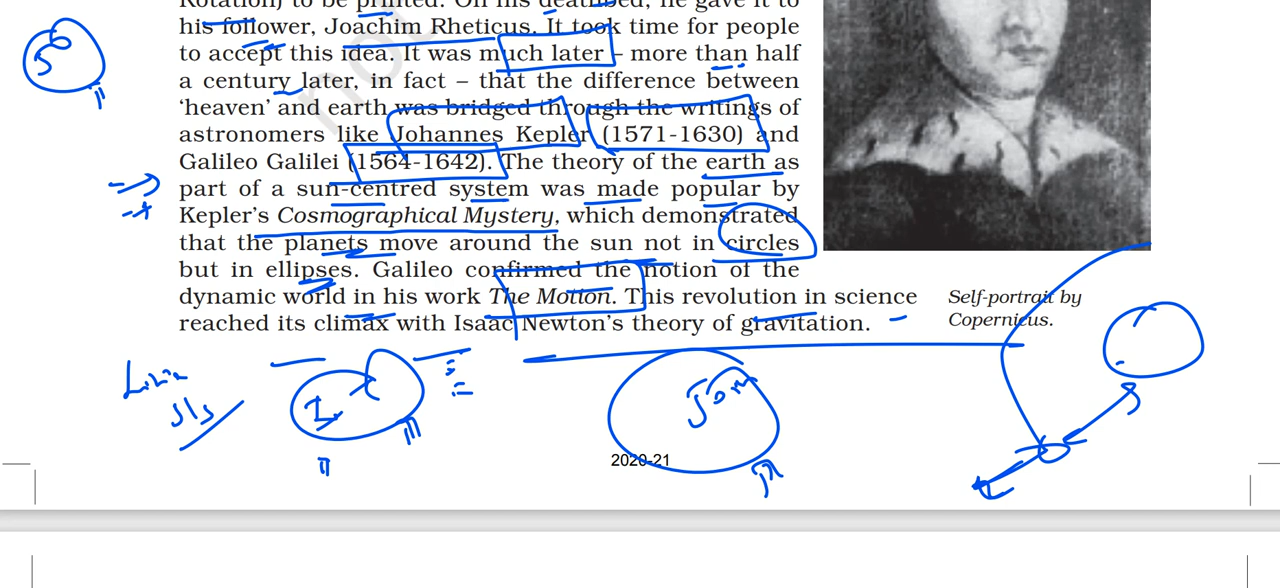 Rotation) to be printed. On his deathbed, he gave it to
his follower, Joachim Rheticus. It took time for people
to accept this idea. It was much later – more than half
a century later, in fact – that the difference between
‘heaven’ and earth was bridged through the writings of
astronomers like Johannes Kepler (1571-1630) and
Galileo Galilei (1564-1642). The theory of the earth as
part of a sun-centred system was made popular by
Kepler’s Cosmographical Mystery, which demonstrated
that the planets move around the sun not in circles
but in ellipses. Galileo confirmed the notion of the
dynamic world in his work The Motion. This revolution in science
reached its climax with Isaac Newton’s theory of gravitation.
Self-portrait by
Copernicus.
2020-21